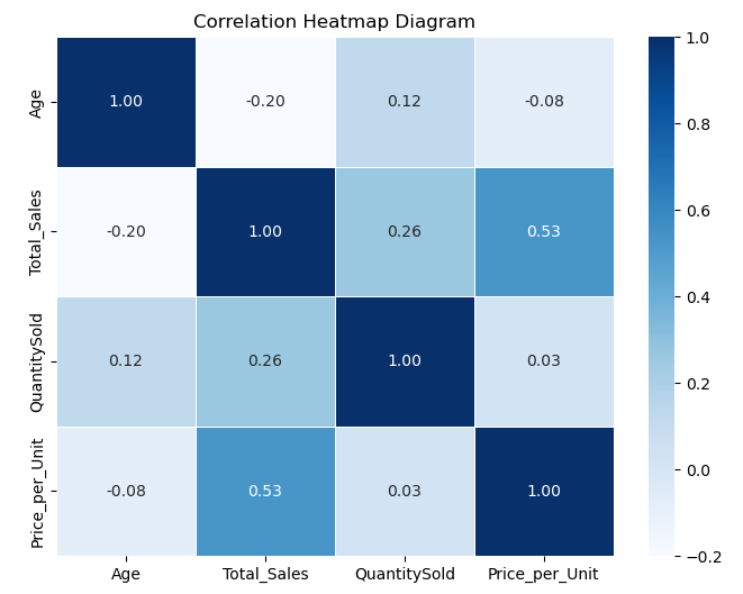 Correlation Heatmap Diagram
Age
1.00
-0.20
0.12
-0.08
Total_Sales
-0.20
1.00
0.26
0.53
QuantitySold
0.12
0.26
1.00
0.03
Price_per_Unit
-0.08
0.53
0.03
1.00
Age
Total_Sales
QuantitySold
Price_per_Unit
1.0
0.8
0.6
0.4
0.2
0.0
−0.2